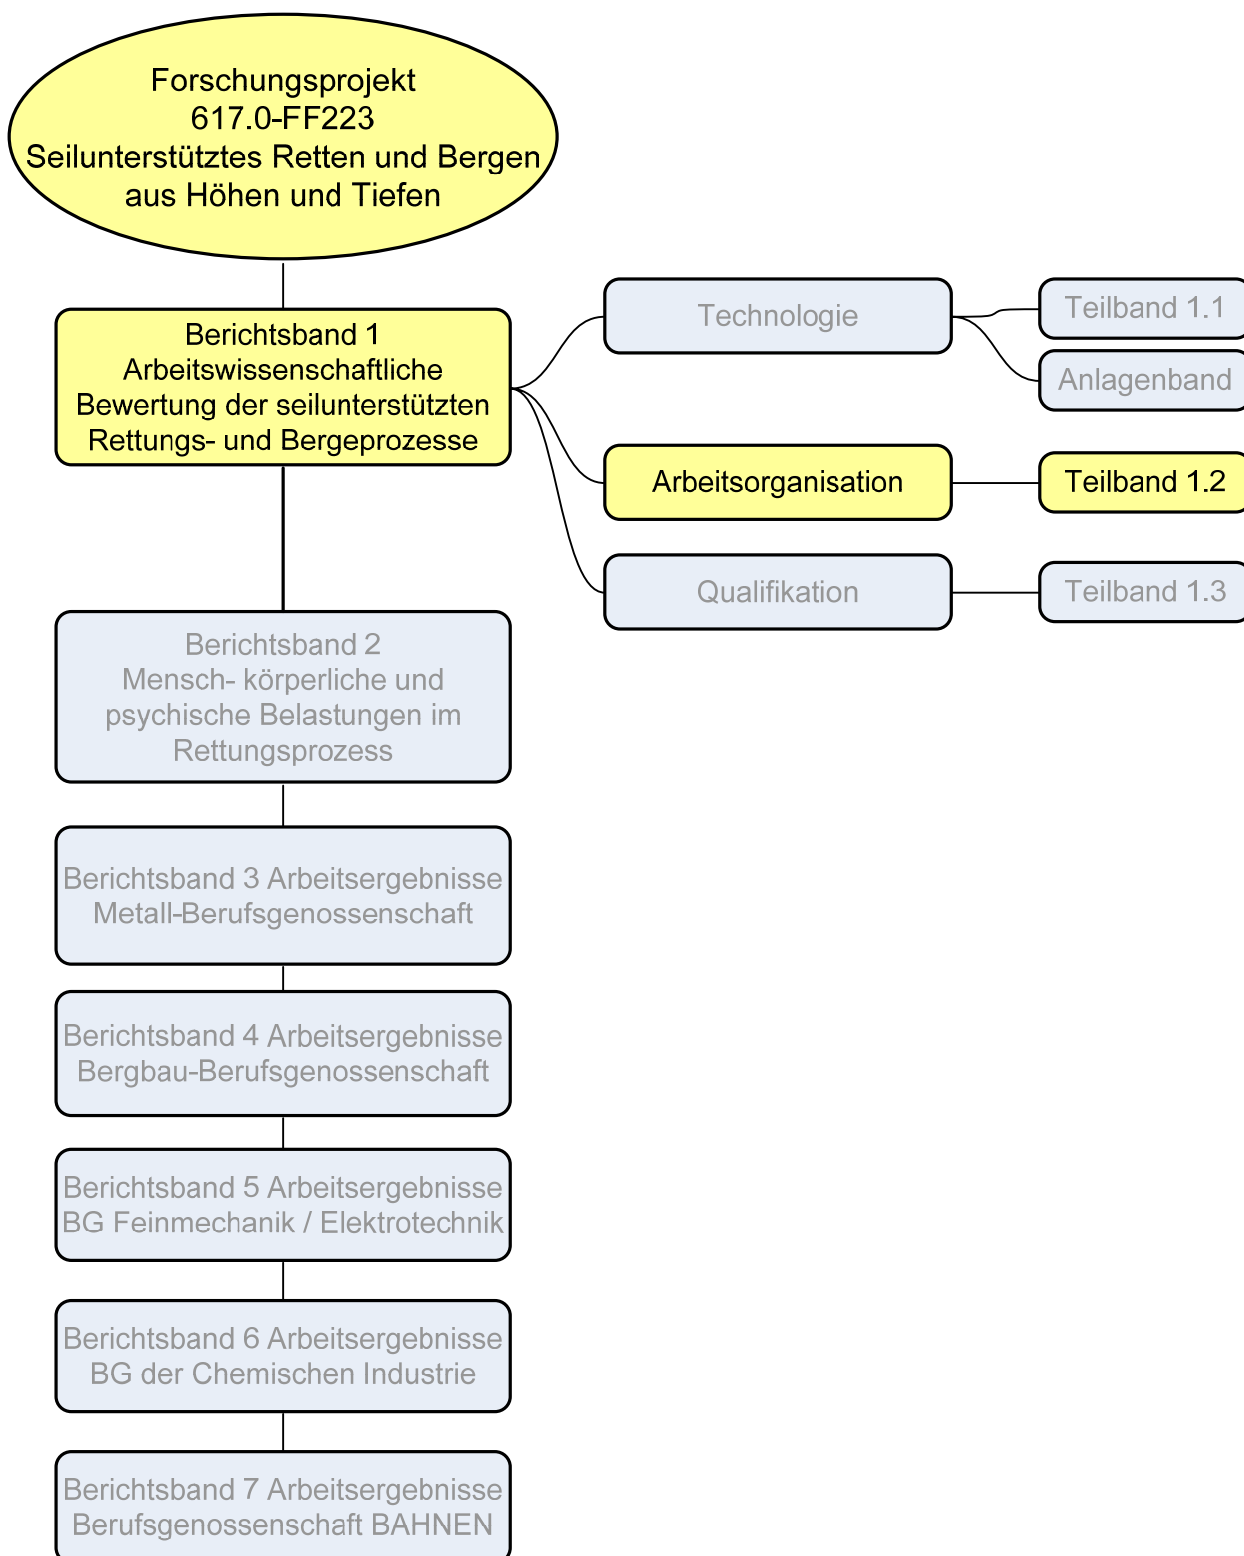 Forschungsprojekt
617.0-FF223
Seilunterstütztes Retten und Bergen
aus Höhen und Tiefen
Berichtsband 1
Arbeitswissenschaftliche
Bewertung der seilunterstützten
Rettungs- und Bergeprozesse
Technologie
Teilband 1.1
Anlagenband
Arbeitsorganisation
Teilband 1.2
Qualifikation
Teilband 1.3
Berichtsband 2
Mensch- körperliche und
psychische Belastungen im
Rettungsprozess
Berichtsband 3 Arbeitsergebnisse
Metall-Berufsgenossenschaft
Berichtsband 4 Arbeitsergebnisse
Bergbau-Berufsgenossenschaft
Berichtsband 5 Arbeitsergebnisse
BG Feinmechanik / Elektrotechnik
Berichtsband 6 Arbeitsergebnisse
BG der Chemischen Industrie
Berichtsband 7 Arbeitsergebnisse
Berufsgenossenschaft BAHNEN